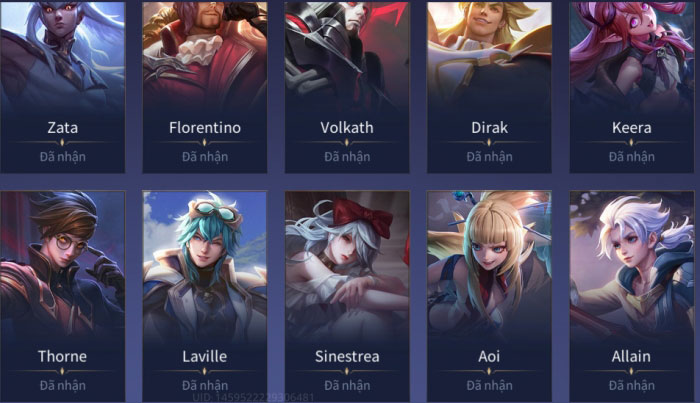 Zata
Florentino
Volkath
Dirak
Keera
Đã nhận
Đã nhận
Đã nhận
Đã nhận
Đã nhận
Thorne
Laville
Sinestrea
Aoi
Allain
Đã nhận
Đã nhận
Đã nhận
Đã nhận
Đã nhận
UID: 1459522229306481